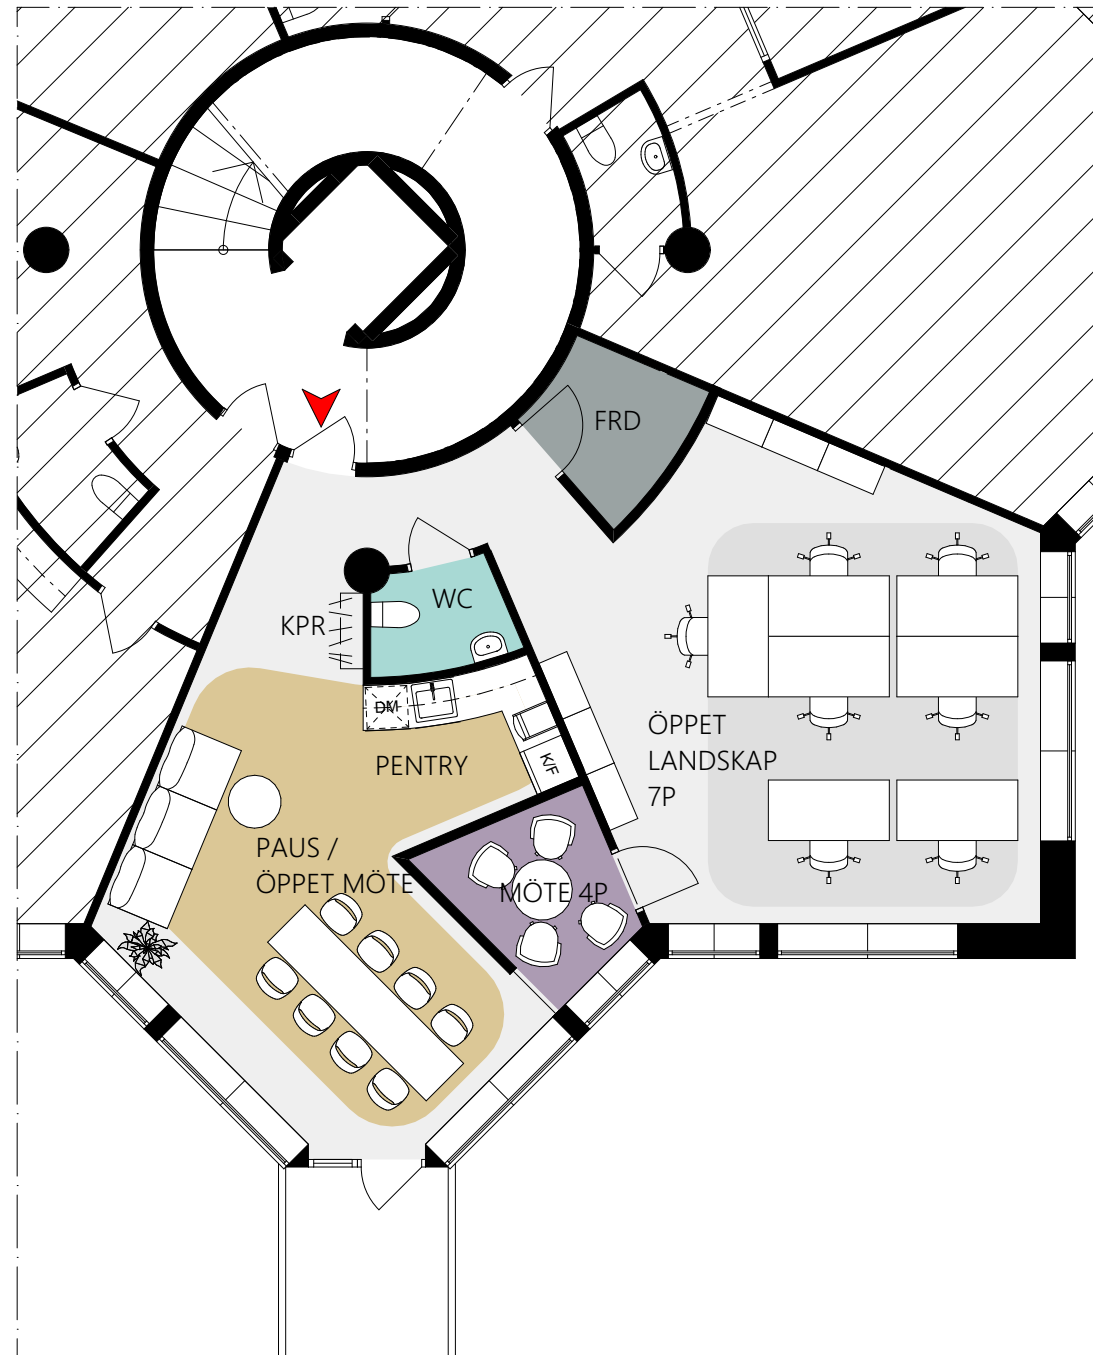 FRD
WC
KPR
DM
PENTRY
K/F
ÖPPET
LANDSKAP
7P
PAUS /
ÖPPET MÖTE
MÖTE 4P